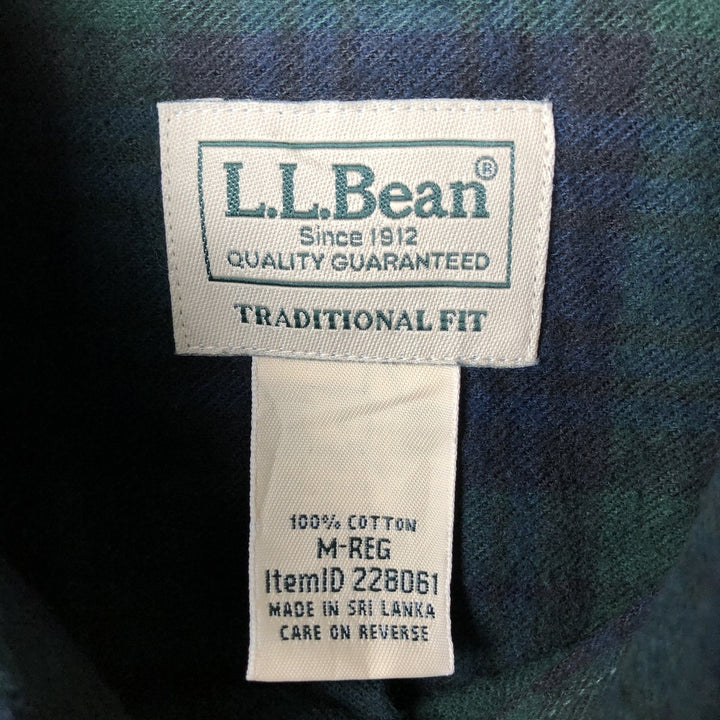 L.L.Bean®
Since 1912
QUALITY GUARANTEED
TRADITIONAL FIT
100% COTTON
M-REG
ItemID 228061
MADE IN SRI LANKA
CARE ON REVERSE